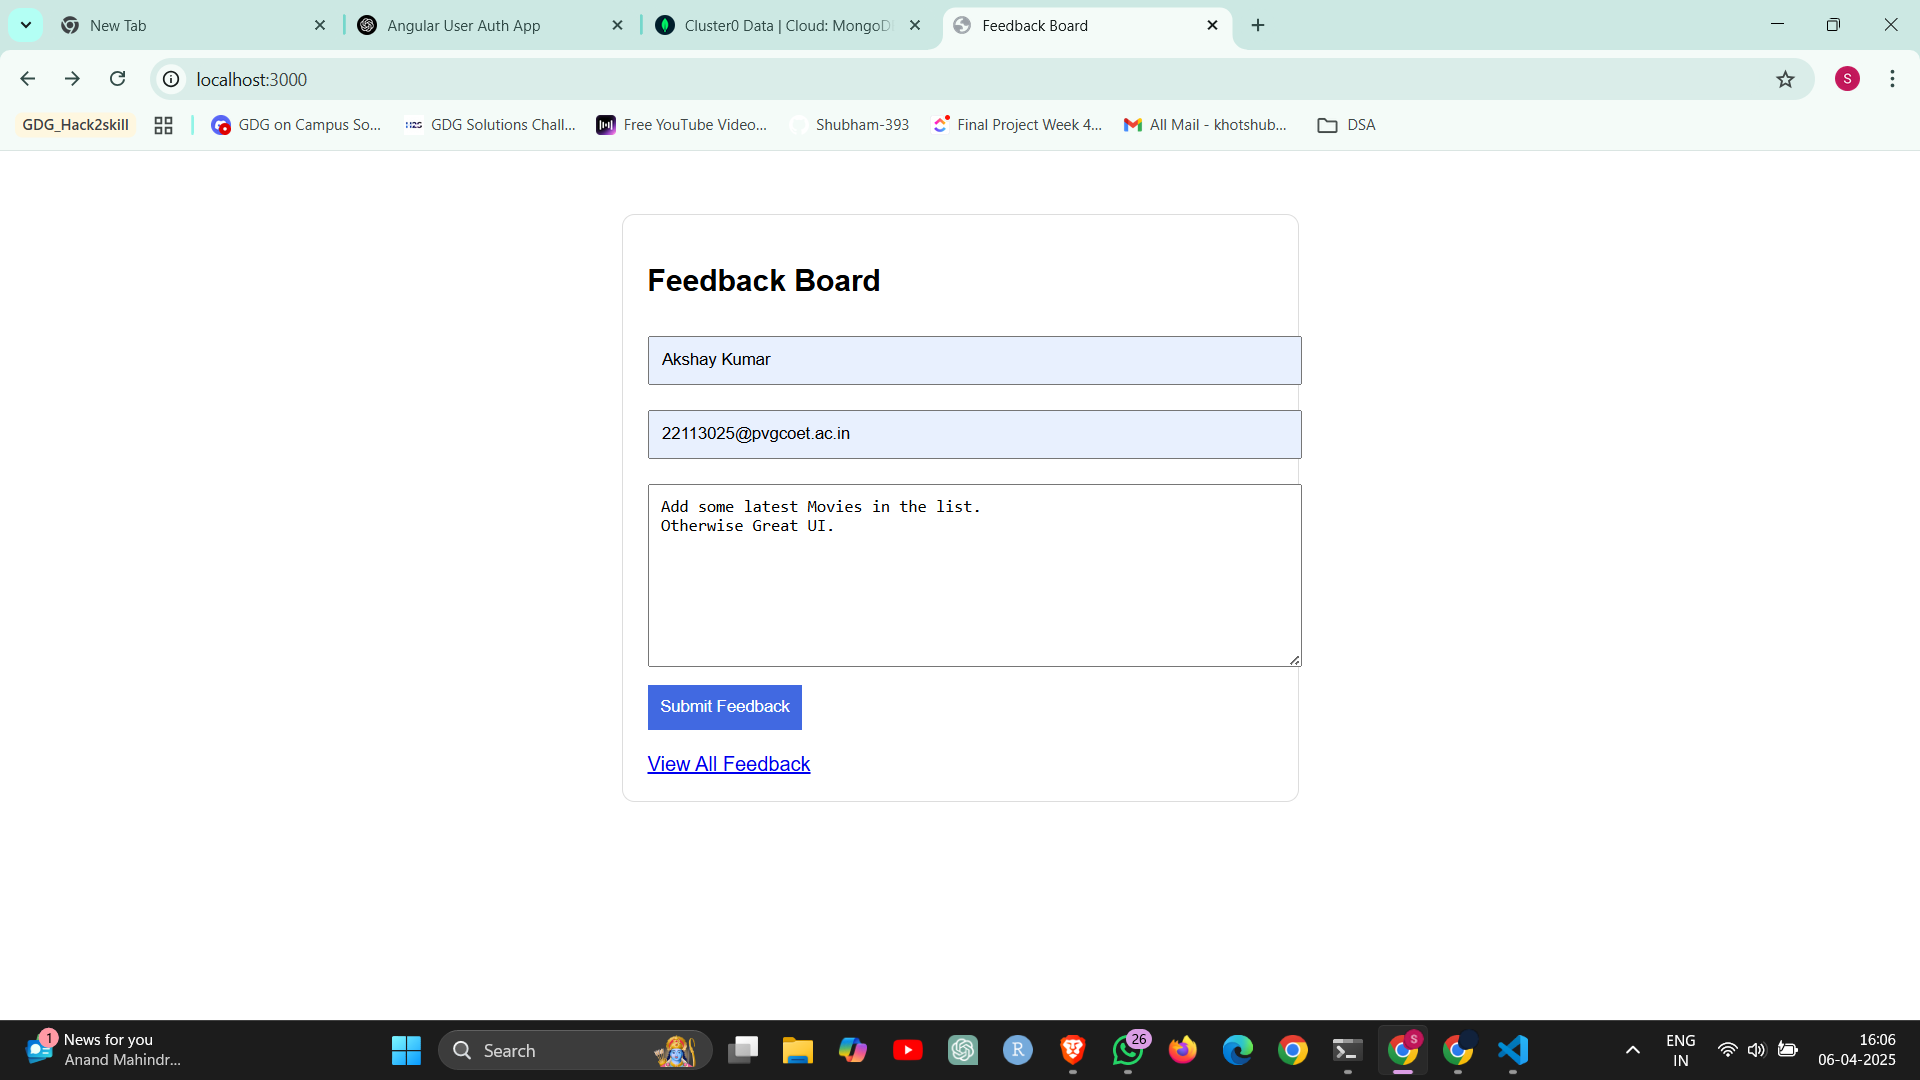 New Tab
Angular User Auth App
Cluster0 Data | Cloud: MongoD
Feedback Board
localhost:3000
S
GDG_Hack2skill
GDG on Campus So...
H2S
GDG Solutions Chall...
Free YouTube Video...
Shubham-393
Final Project Week 4...
All Mail - khotshub...
DSA
Feedback Board
Akshay Kumar
22113025@pvgcoet.ac.in
Add some latest Movies in the list.
Otherwise Great UI.
Submit Feedback
View All Feedback
1
News for you
Anand Mahindr...
Search
R
26
S
ENG
IN
16:06
06-04-2025